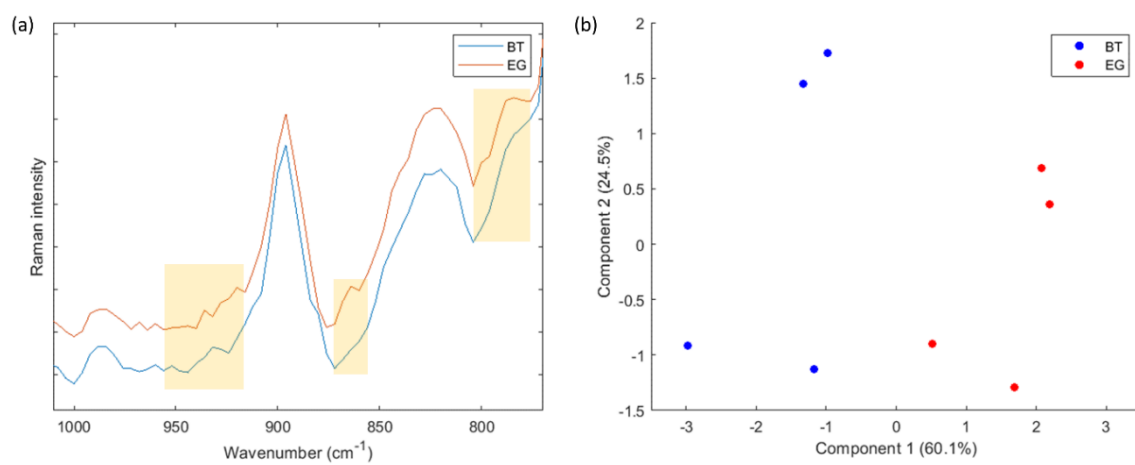 (a)
BT
EG
Raman intensity
1000
950
900
850
800
Wavenumber (cm⁻¹)
(b)
2
1.5
1
0.5
0
-0.5
-1
-1.5
BT
EG
Component 2 (24.5%)
-3
-2
-1
0
1
2
3
Component 1 (60.1%)